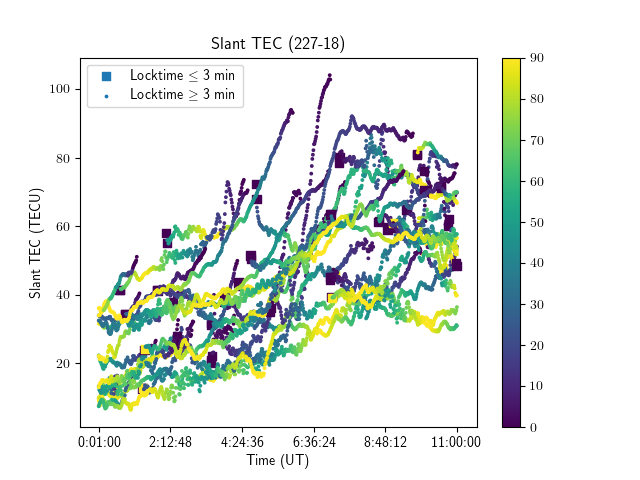 Slant TEC (227-18)
Locktime ≤ 3 min
Locktime ≥ 3 min
100
80
60
40
20
Slant TEC (TECU)
0:01:00 2:12:48 4:24:36 6:36:24 8:48:12 11:00:00
Time (UT)
90
80
70
60
50
40
30
20
10
0